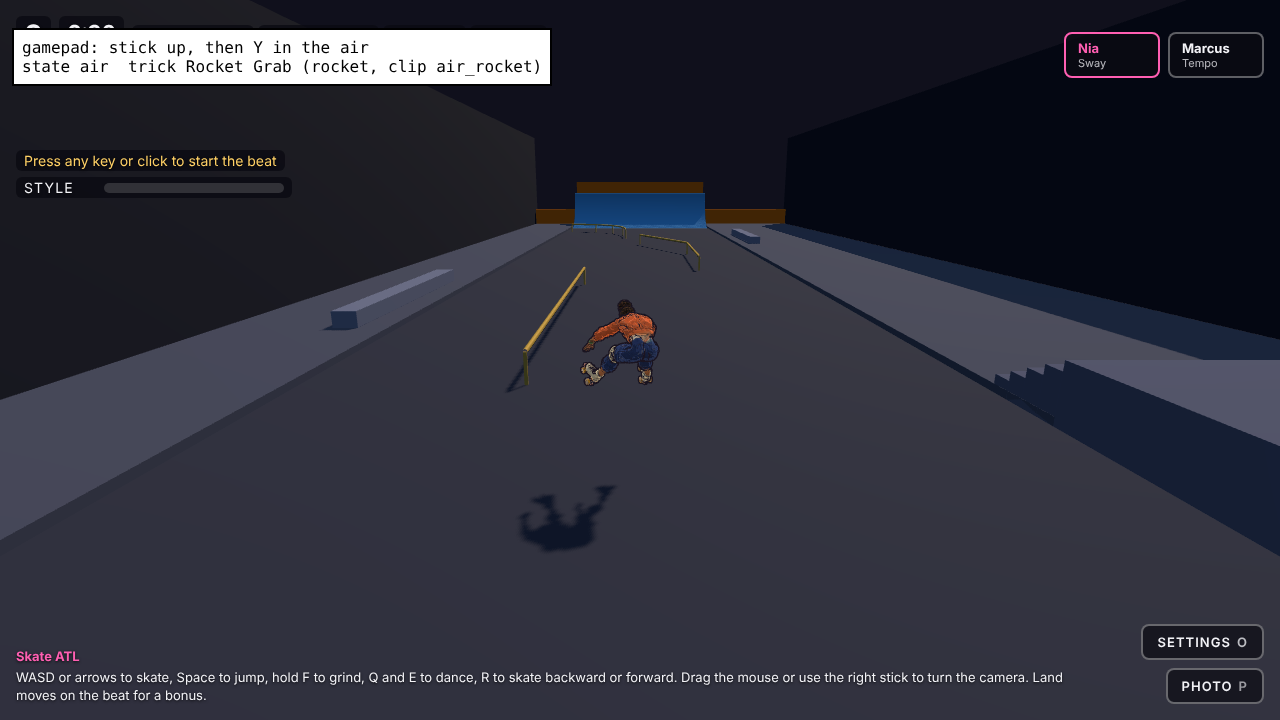 gamepad: stick up, then Y in the air
state air  trick Rocket Grab (rocket, clip air_rocket)
Nia
Sway
Marcus
Tempo
Press any key or click to start the beat
STYLE
SETTINGS O
Skate ATL
WASD or arrows to skate, Space to jump, hold F to grind, Q and E to dance, R to skate backward or forward. Drag the mouse or use the right stick to turn the camera. Land
moves on the beat for a bonus.
PHOTO P